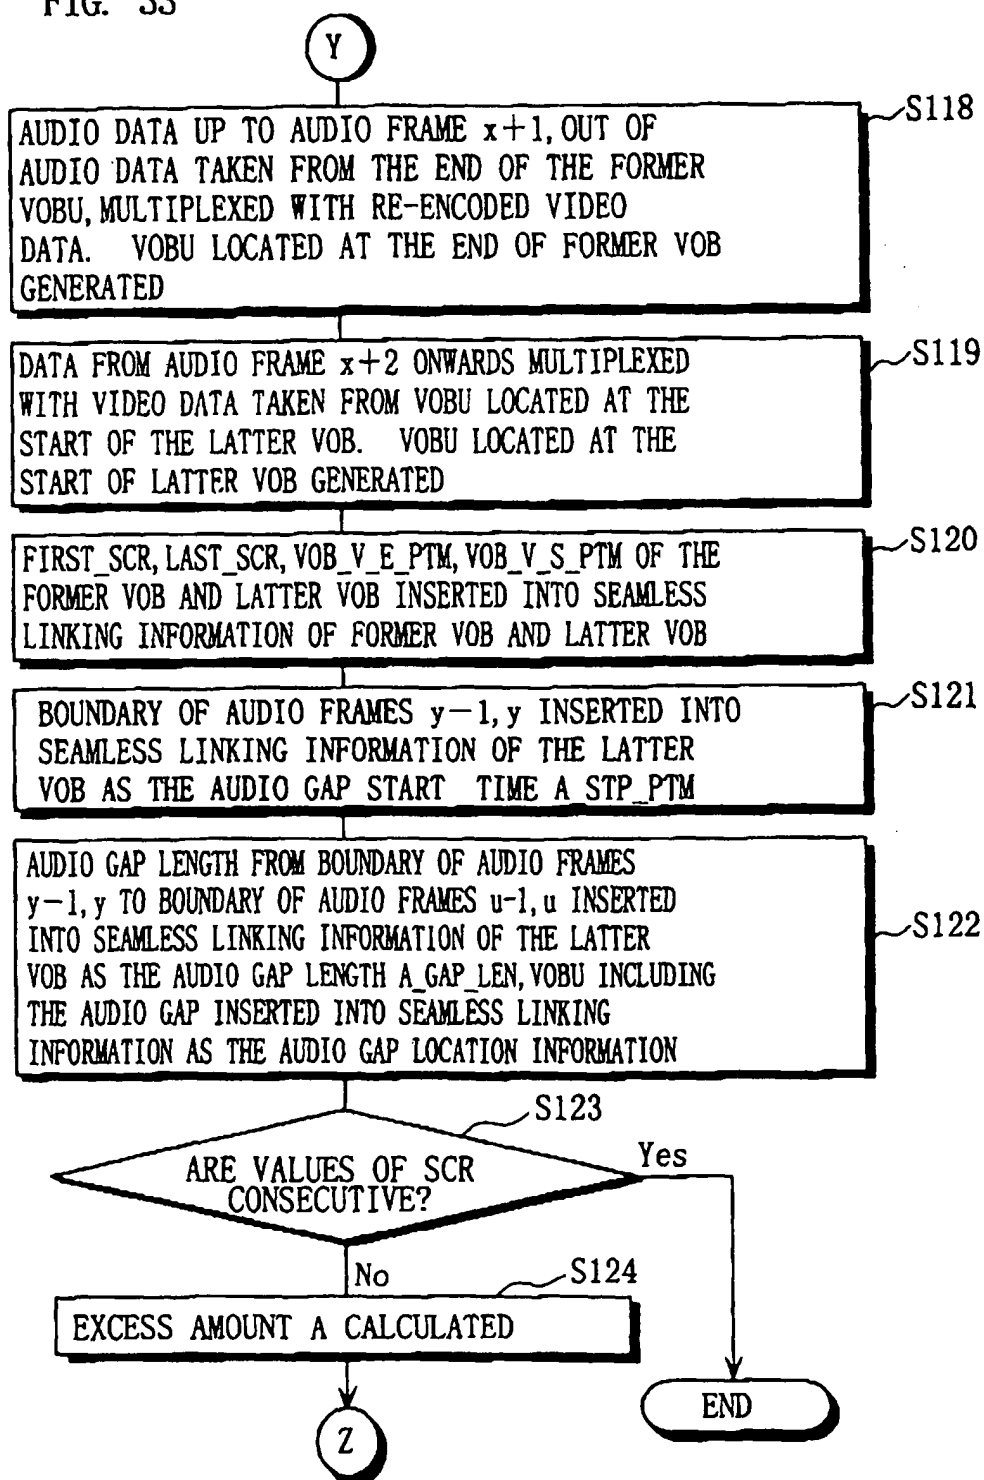 FIG. 33
Y
S118
AUDIO DATA UP TO AUDIO FRAME x+1, OUT OF
AUDIO DATA TAKEN FROM THE END OF THE FORMER
VOBU, MULTIPLEXED WITH RE-ENCODED VIDEO
DATA. VOBU LOCATED AT THE END OF FORMER VOB
GENERATED
S119
DATA FROM AUDIO FRAME x+2 ONWARDS MULTIPLEXED
WITH VIDEO DATA TAKEN FROM VOBU LOCATED AT THE
START OF THE LATTER VOB. VOBU LOCATED AT THE
START OF LATTER VOB GENERATED
S120
FIRST_SCR, LAST_SCR, VOB_V_E_PTM, VOB_V_S_PTM OF THE
FORMER VOB AND LATTER VOB INSERTED INTO SEAMLESS
LINKING INFORMATION OF FORMER VOB AND LATTER VOB
S121
BOUNDARY OF AUDIO FRAMES y-1, y INSERTED INTO
SEAMLESS LINKING INFORMATION OF THE LATTER
VOB AS THE AUDIO GAP START TIME A STP_PTM
S122
AUDIO GAP LENGTH FROM BOUNDARY OF AUDIO FRAMES
y-1, y TO BOUNDARY OF AUDIO FRAMES u-1, u INSERTED
INTO SEAMLESS LINKING INFORMATION OF THE LATTER
VOB AS THE AUDIO GAP LENGTH A_GAP_LEN, VOBU INCLUDING
THE AUDIO GAP INSERTED INTO SEAMLESS LINKING
INFORMATION AS THE AUDIO GAP LOCATION INFORMATION
S123
ARE VALUES OF SCR
CONSECUTIVE?
Yes
No
S124
EXCESS AMOUNT A CALCULATED
END
Z